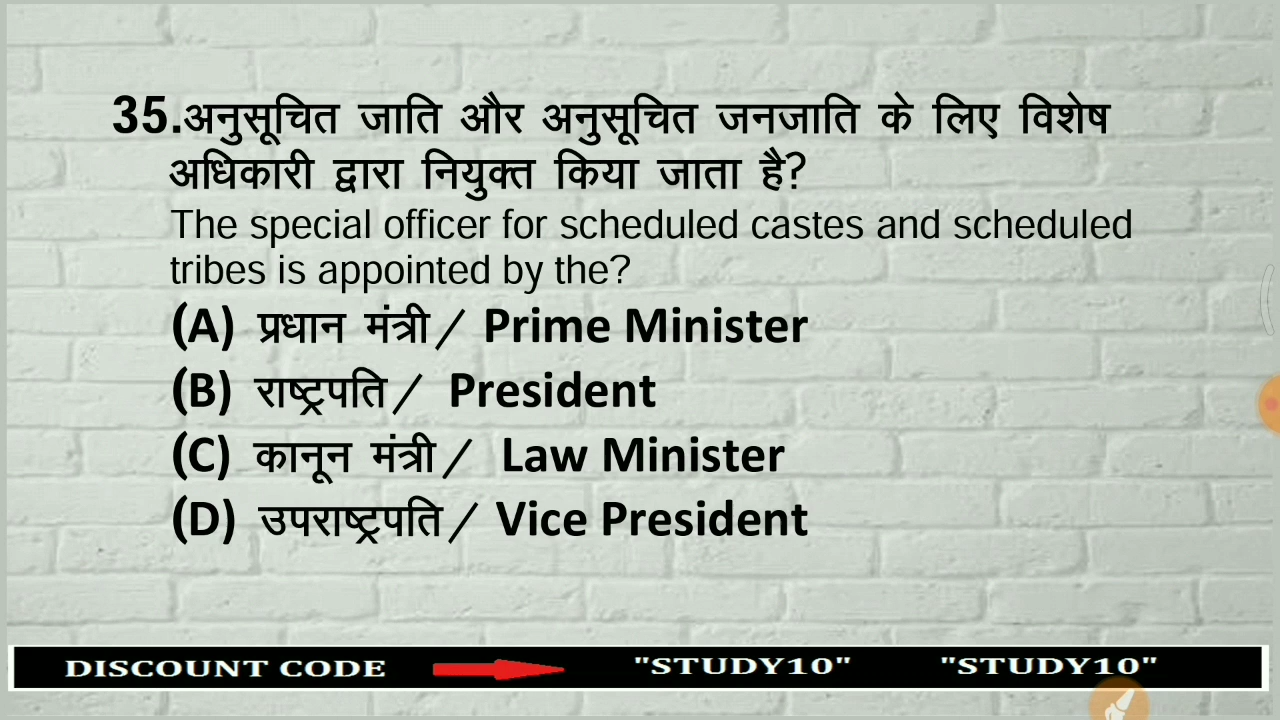 35.अनुसूचित जाति और अनुसूचित जनजाति के लिए विशेष
अधिकारी द्वारा नियुक्त किया जाता है?
The special officer for scheduled castes and scheduled
tribes is appointed by the?
(A) प्रधान मंत्री/ Prime Minister
(B) राष्ट्रपति/ President
(C) कानून मंत्री/ Law Minister
(D) उपराष्ट्रपति/ Vice President
DISCOUNT CODE "STUDY10" "STUDY10"